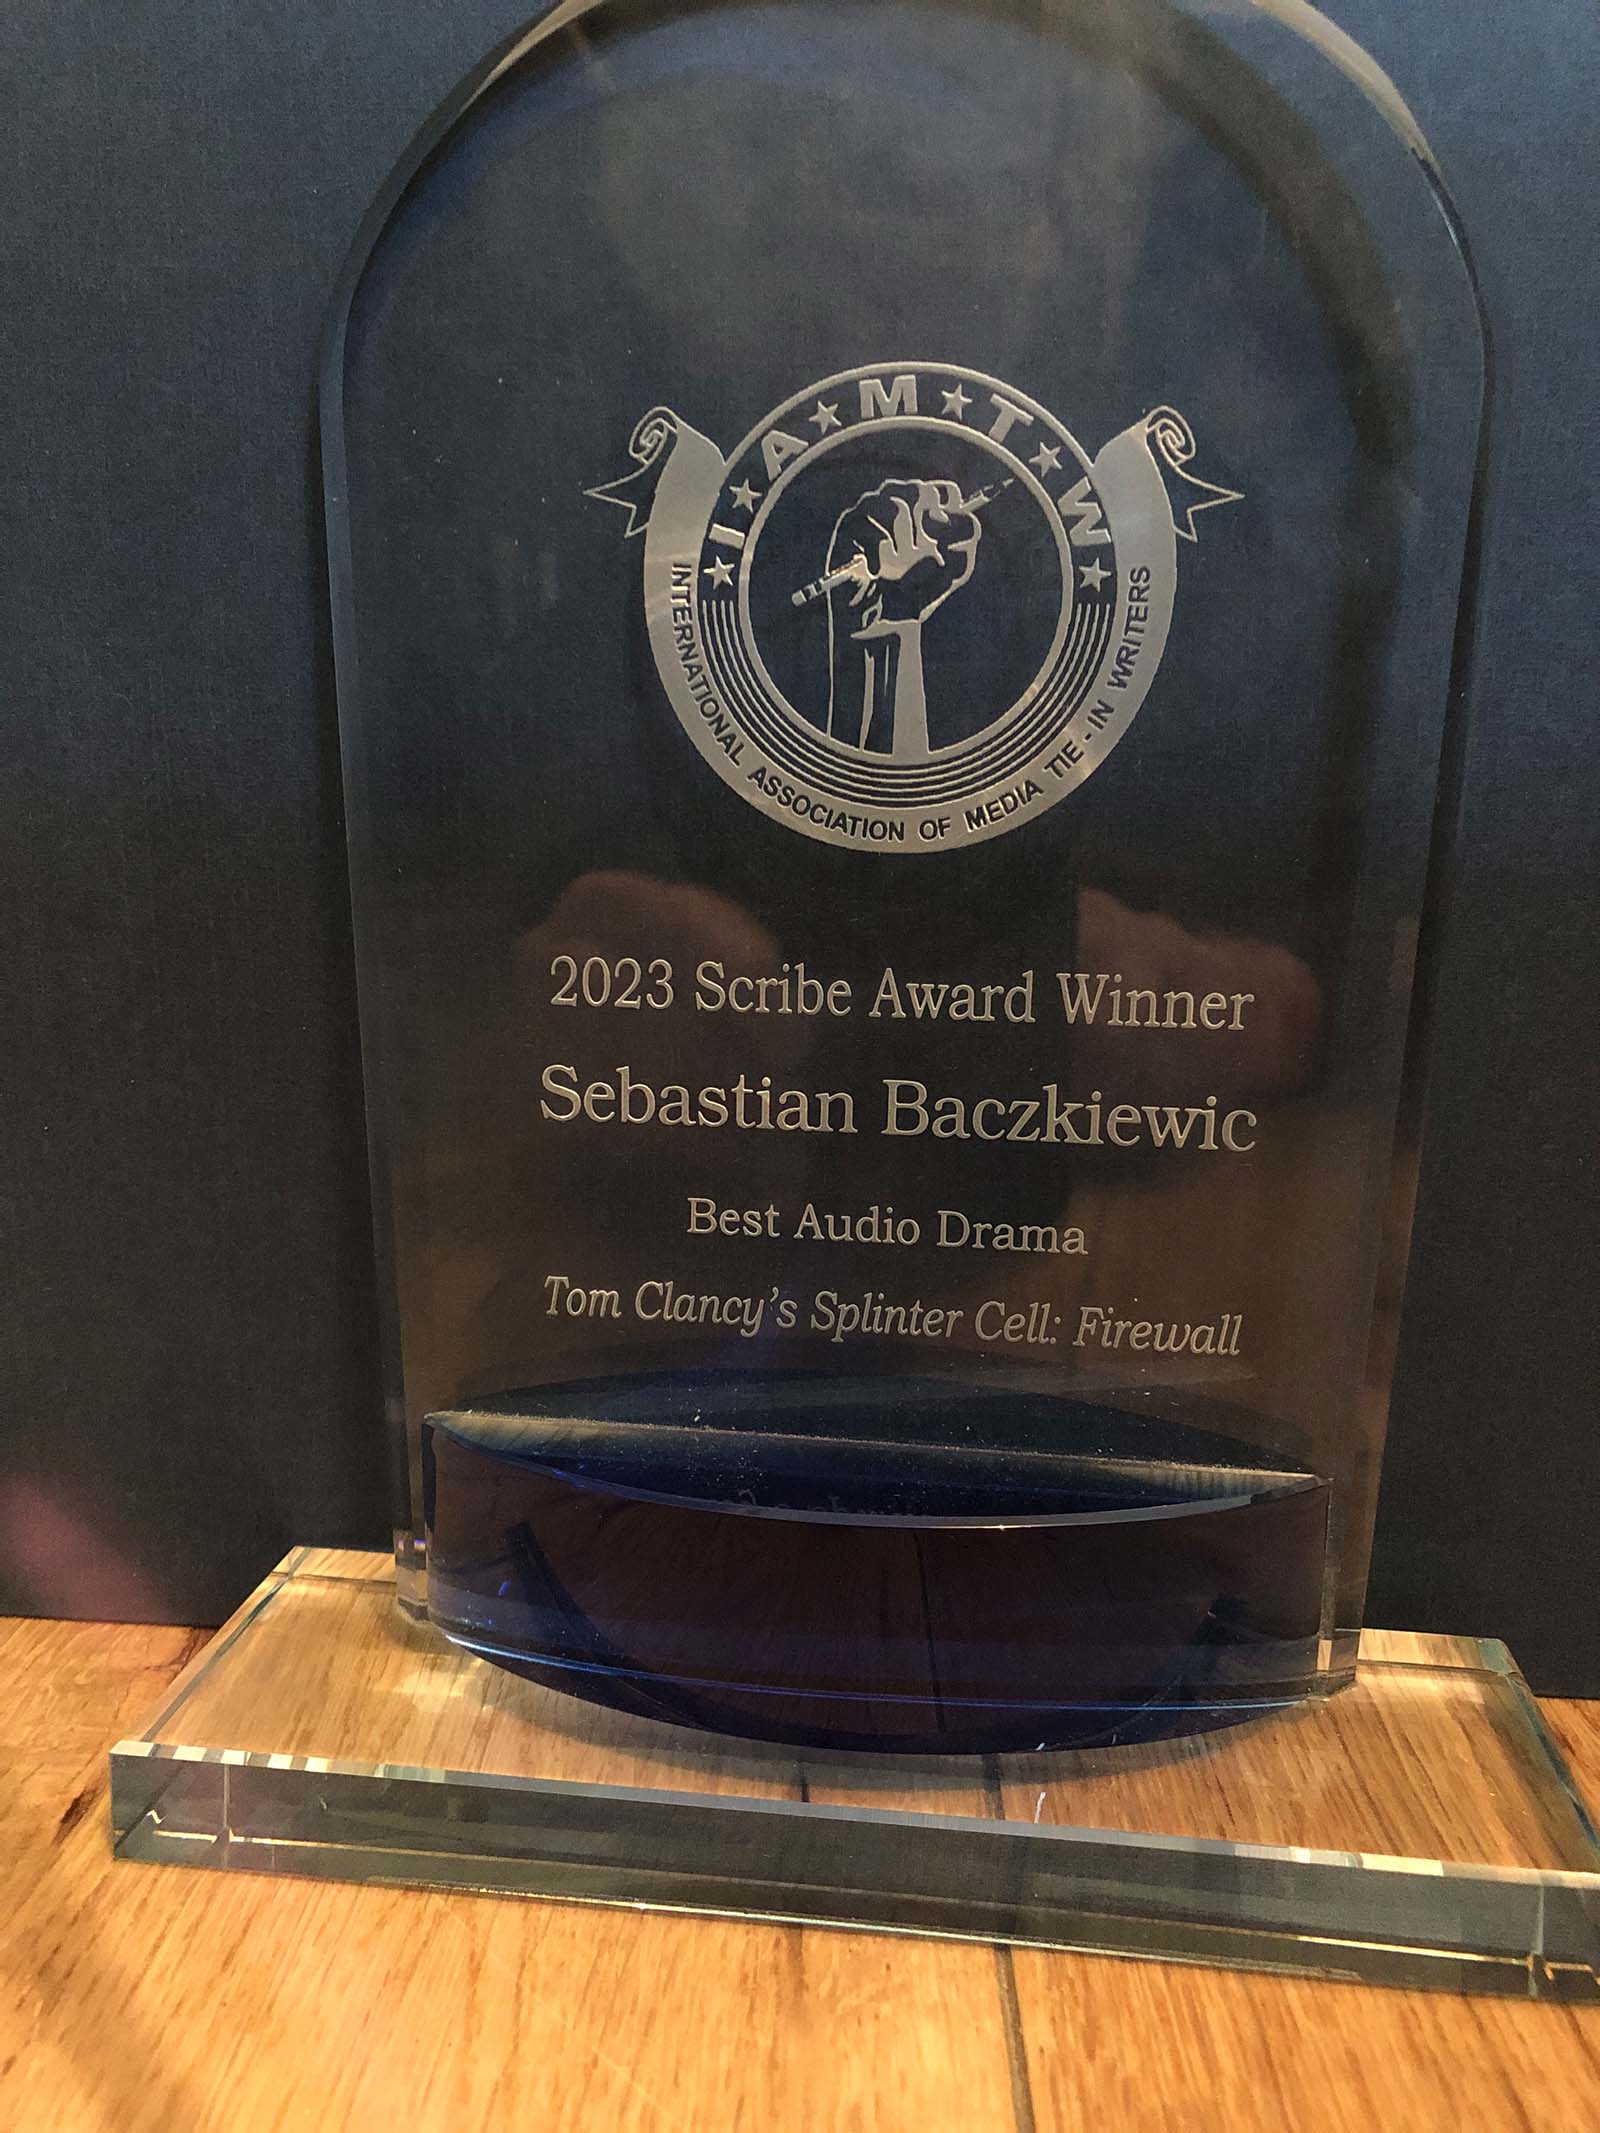 I ★ A ★ M ★ T ★ W
INTERNATIONAL ASSOCIATION OF MEDIA TIE-IN WRITERS
2023 Scribe Award Winner
Sebastian Baczkiewic
Best Audio Drama
Tom Clancy's Splinter Cell: Firewall